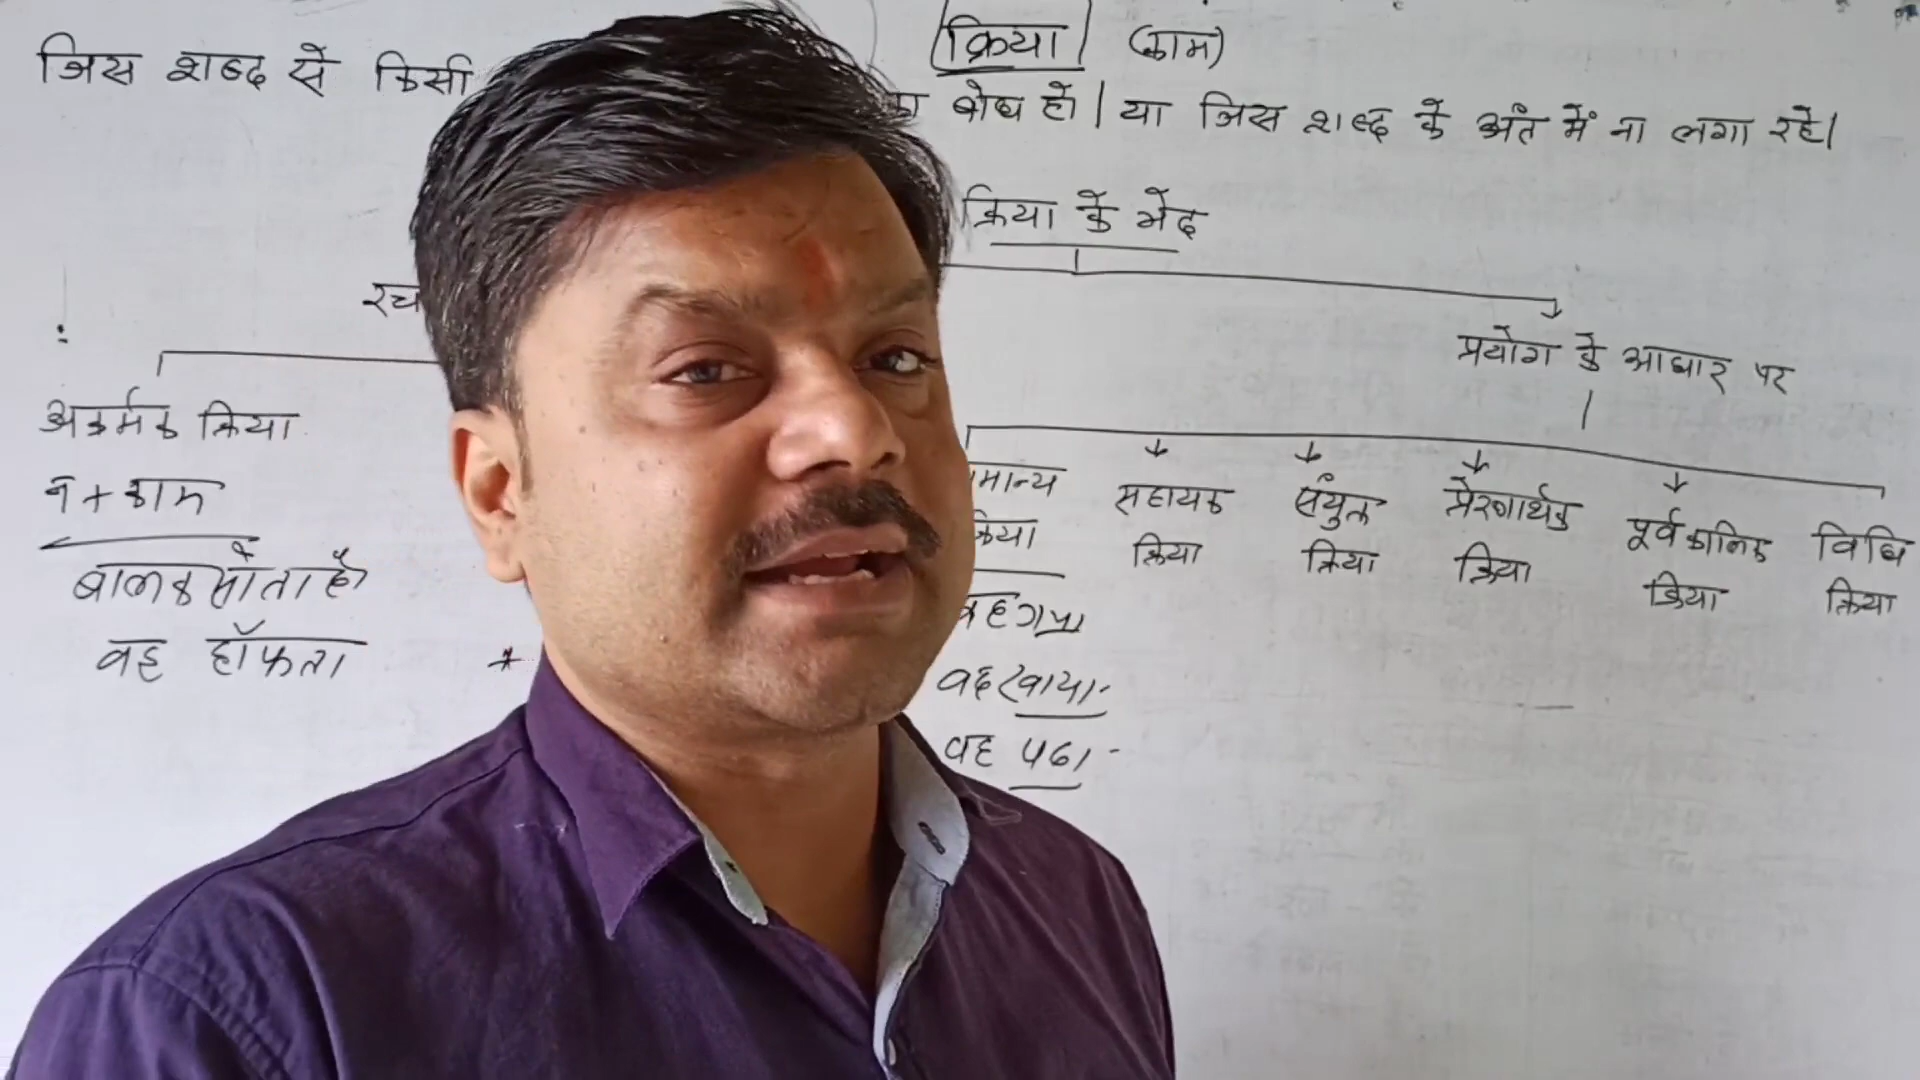 क्रिया (काम)
जिस शब्द से किसी बोध हो। या जिस शब्द के अंत में ना लगा रहे।
क्रिया के भेद
रच
प्रयोग के आधार पर
अकर्मक क्रिया
न + काम
बालक सोता है
वह हाँफता
मान्य सहायक संयुक्त प्रेरणार्थक पूर्वकालिक विधि
क्रिया क्रिया क्रिया क्रिया क्रिया क्रिया
वह गया
वह खाया
वह पढ़ा